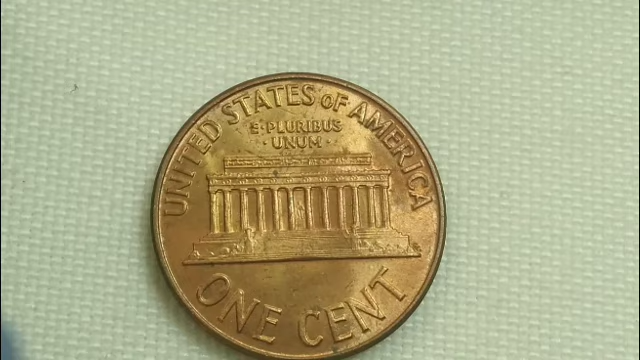 UNITED STATES OF AMERICA
E·PLURIBUS
·UNUM·
ONE CENT